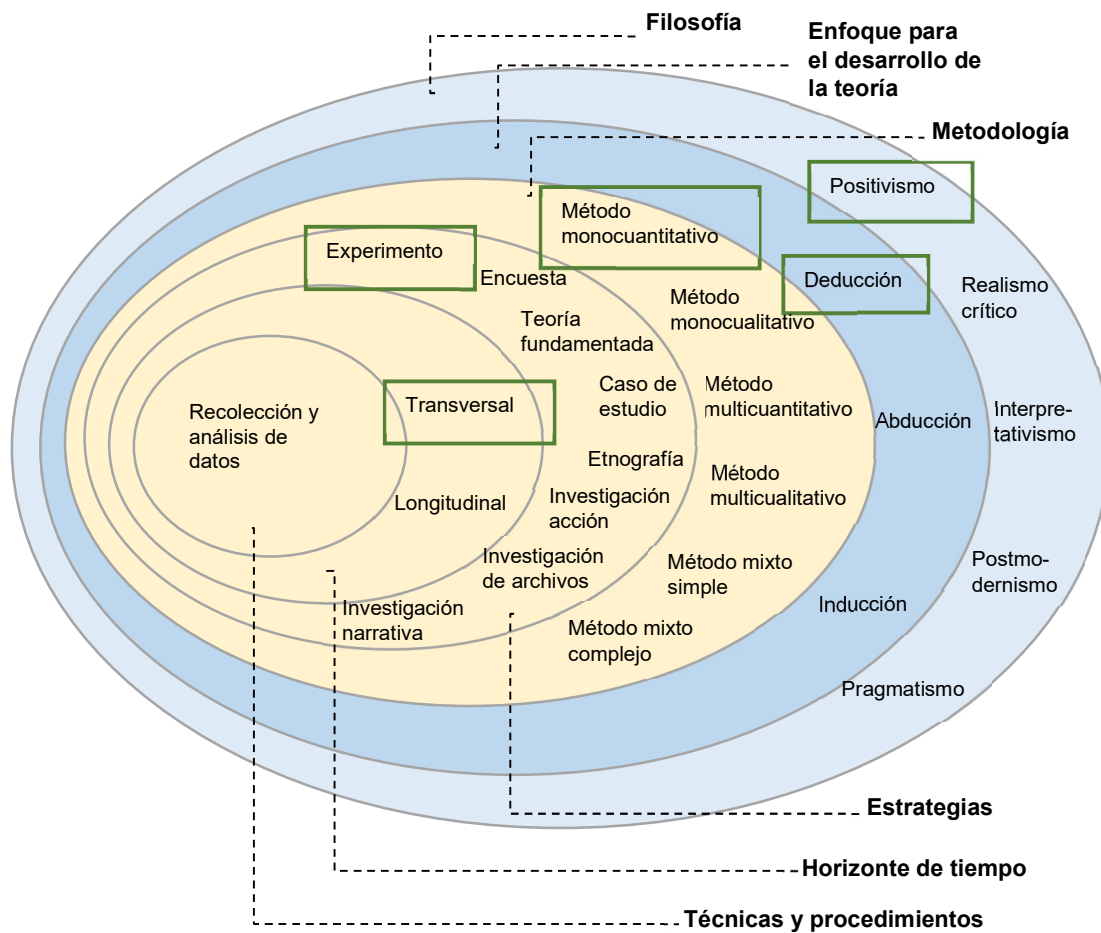 Filosofía
Enfoque para
el desarrollo de
la teoría
Metodología
Positivismo
Método
monocuantitativo
Experimento
Encuesta
Deducción
Realismo
crítico
Método
monocualitativo
Teoría
fundamentada
Caso de
estudio
Método
multicuantitativo
Transversal
Recolección y
análisis de
datos
Abducción
Interpre-
tativismo
Etnografía
Método
multicualitativo
Longitudinal
Investigación
acción
Investigación
de archivos
Método mixto
simple
Postmo-
dernismo
Inducción
Investigación
narrativa
Método mixto
complejo
Pragmatismo
Estrategias
Horizonte de tiempo
Técnicas y procedimientos